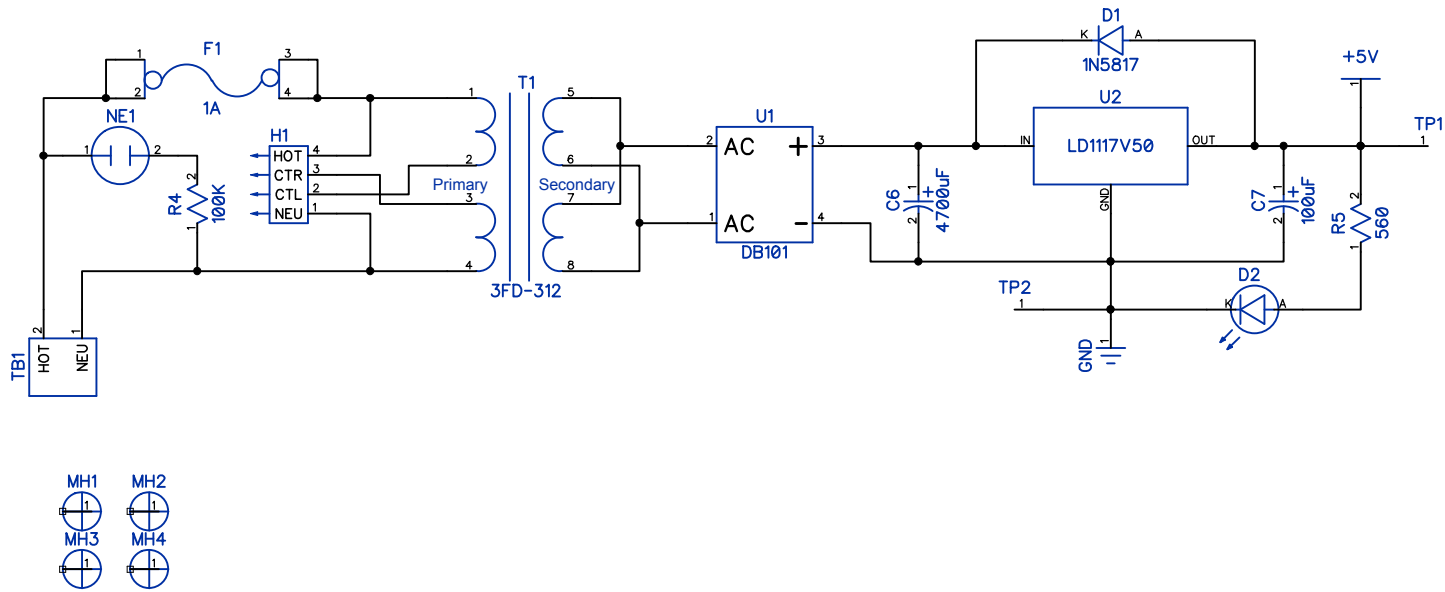 D1
K A
1N5817
+5V
1
F1
1 3
2 4
1A
T1
NE1
1 2
H1
HOT 4
CTR 3
CTL 2
NEU 1
R4
100K
2
1
1 5
2 6
Primary Secondary
3 7
4 8
3FD-312
U1
2 AC + 3
1 AC - 4
DB101
U2
IN LD1117V50 OUT
GND
TP1
1
C6
4700uF
1 +
2
C7
100uF
1 +
2
R5
560
2
1
D2
K A
TP2
1
GND
1
TB1
2 1
HOT NEU
MH1 MH2
1 1
MH3 MH4
1 1